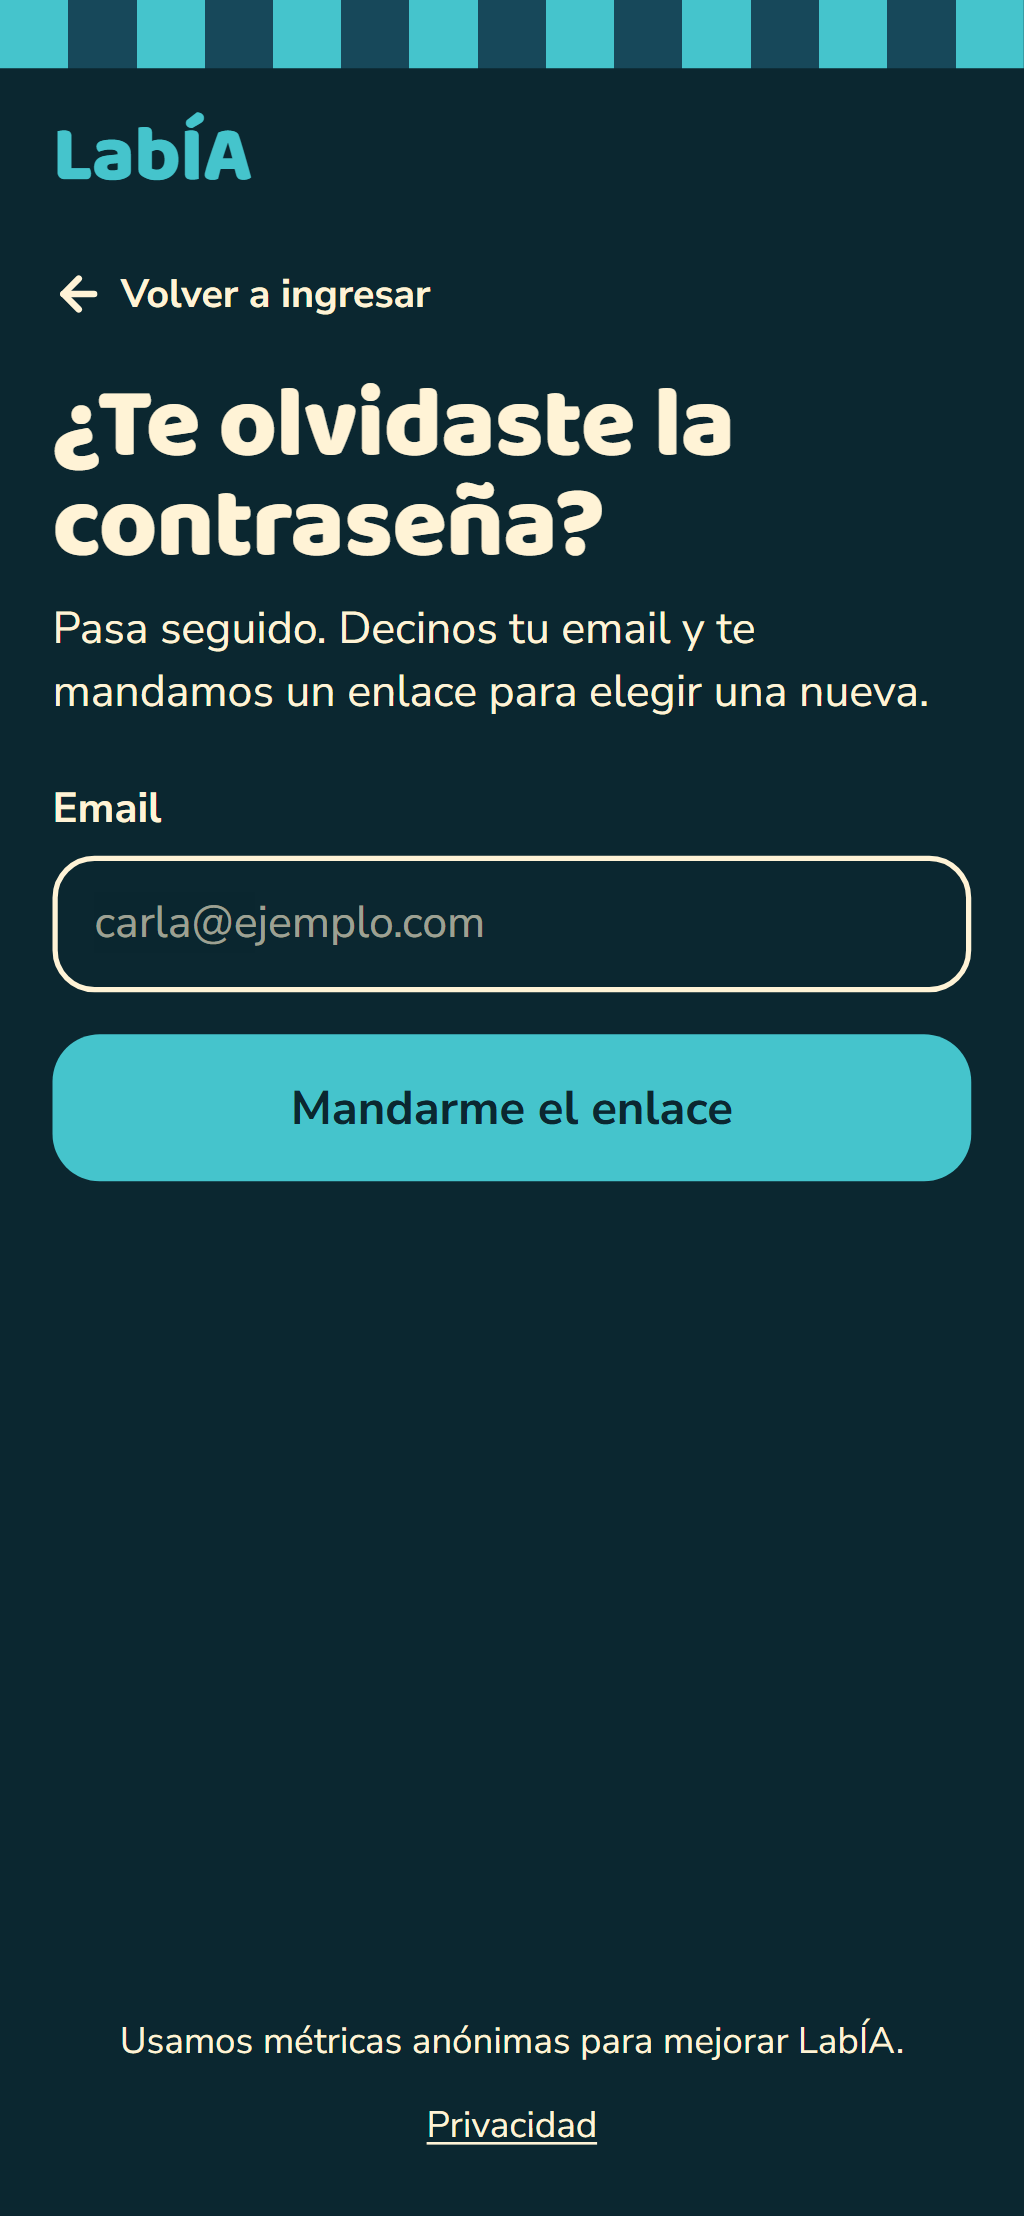 LabÍA
Volver a ingresar
¿Te olvidaste la
contraseña?
Pasa seguido. Decinos tu email y te
mandamos un enlace para elegir una nueva.
Email
carla@ejemplo.com
Mandarme el enlace
Usamos métricas anónimas para mejorar LabÍA.
Privacidad